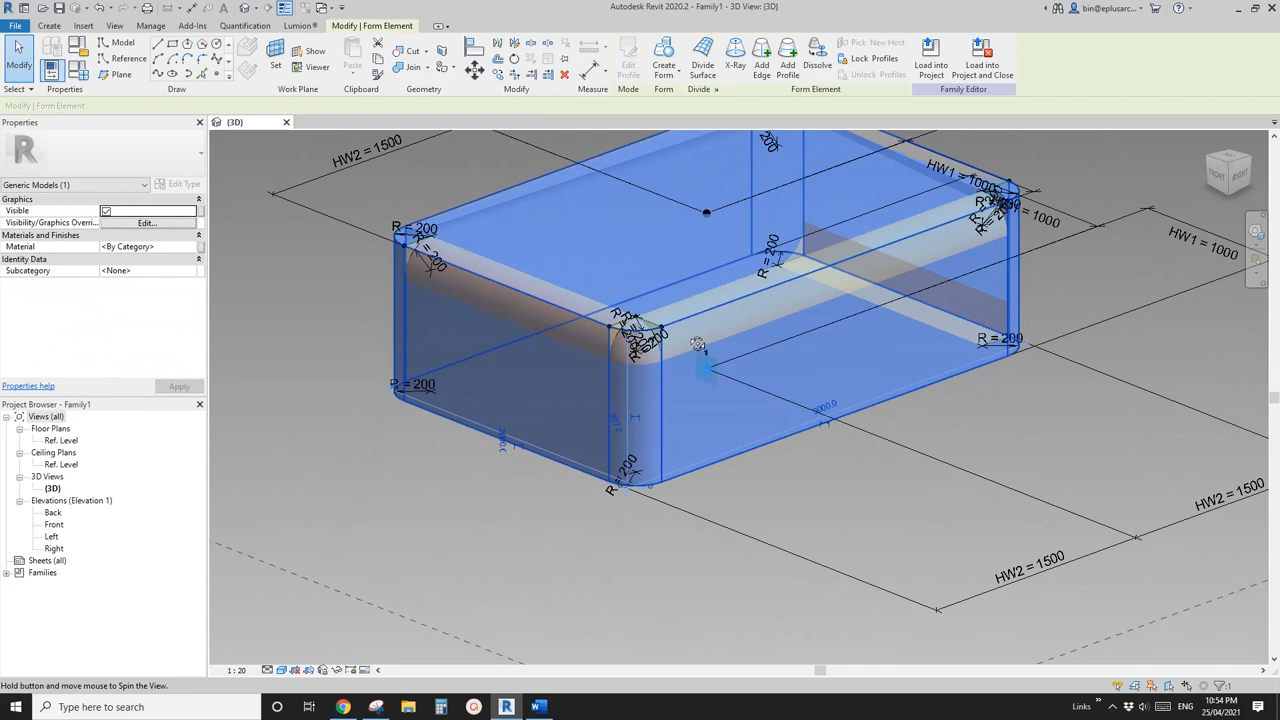 Autodesk Revit 2020.2 - Family1 - 3D View: {3D}
bin@eplusarc...
File Create Insert View Manage Add-Ins Quantification Lumion® Modify | Form Element
Modify
Model
Reference
Plane
Set
Show
Viewer
Paste
Cut
Join
Edit Profile
Create Form
Divide Surface
X-Ray
Add Edge
Add Profile
Dissolve
Pick New Host
Lock Profiles
Unlock Profiles
Load into Project
Load into Project and Close
Select Properties Draw Work Plane Clipboard Geometry Modify Measure Mode Form Divide Form Element Family Editor
Modify | Form Element
Properties
{3D}
R
Generic Models (1)
Edit Type
Graphics
Visible
Visibility/Graphics Overri...
Edit...
Materials and Finishes
Material
<By Category>
Identity Data
Subcategory
<None>
Properties help
Apply
Project Browser - Family1
Views (all)
Floor Plans
Ref. Level
Ceiling Plans
Ref. Level
3D Views
{3D}
Elevations (Elevation 1)
Back
Front
Left
Right
Sheets (all)
Families
HW2 = 1500
200
HW1 = 1000
= 1000
HW1 = 1000
R = 200
R = 200
R = 200
R = 200
R = 200
R = 200
HW2 = 1500
HW2 = 1500
FRONT
RIGHT
1 : 20
Hold button and move mouse to Spin the View.
:1
Type here to search
Links
ENG
10:54 PM
25/04/2021